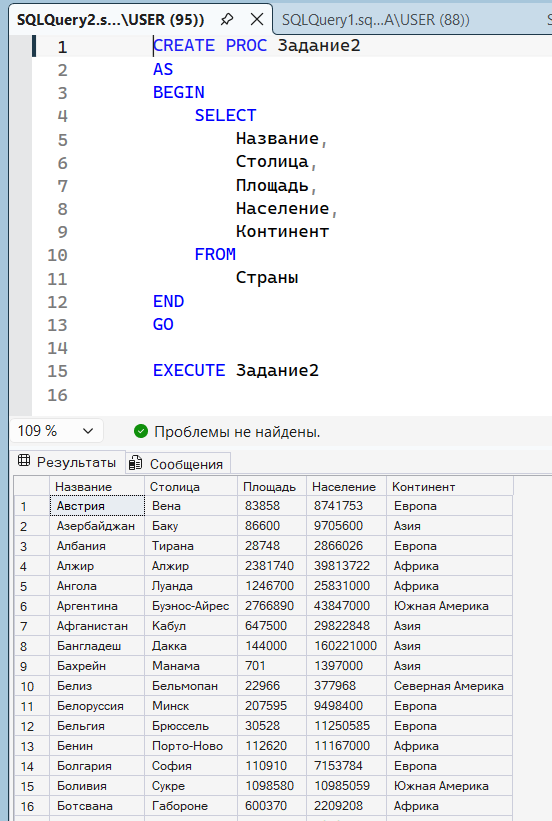 SQLQuery2.s...\USER (95)) SQLQuery1.sq...A\USER (88)) S
1 CREATE PROC Задание2
2 AS
3 BEGIN
4 SELECT
5 Название,
6 Столица,
7 Площадь,
8 Население,
9 Континент
10 FROM
11 Страны
12 END
13 GO
14
15 EXECUTE Задание2
16
109 % Проблемы не найдены.
Результаты Сообщения
Название Столица Площадь Население Континент
1 Австрия Вена 83858 8741753 Европа
2 Азербайджан Баку 86600 9705600 Азия
3 Албания Тирана 28748 2866026 Европа
4 Алжир Алжир 2381740 39813722 Африка
5 Ангола Луанда 1246700 25831000 Африка
6 Аргентина Буэнос-Айрес 2766890 43847000 Южная Америка
7 Афганистан Кабул 647500 29822848 Азия
8 Бангладеш Дакка 144000 160221000 Азия
9 Бахрейн Манама 701 1397000 Азия
10 Белиз Бельмопан 22966 377968 Северная Америка
11 Белоруссия Минск 207595 9498400 Европа
12 Бельгия Брюссель 30528 11250585 Европа
13 Бенин Порто-Ново 112620 11167000 Африка
14 Болгария София 110910 7153784 Европа
15 Боливия Сукре 1098580 10985059 Южная Америка
16 Ботсвана Габороне 600370 2209208 Африка